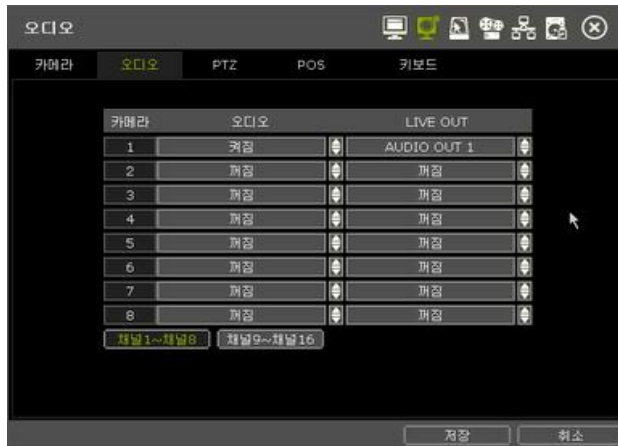 오디오
카메라 오디오 PTZ POS 키보드
카메라 오디오 LIVE OUT
1 켜짐 AUDIO OUT 1
2 꺼짐 꺼짐
3 꺼짐 꺼짐
4 꺼짐 꺼짐
5 꺼짐 꺼짐
6 꺼짐 꺼짐
7 꺼짐 꺼짐
8 꺼짐 꺼짐
채널1~채널8 채널9~채널16
저장 취소